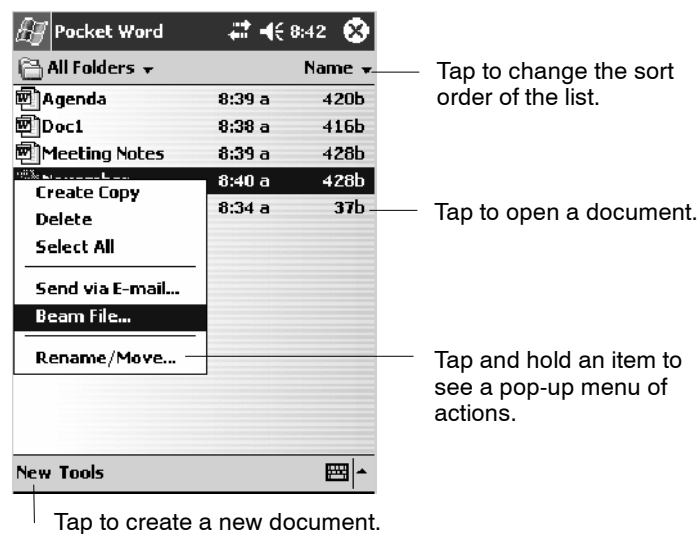 Pocket Word 8:42
All Folders Name
Tap to change the sort
order of the list.
Agenda 8:39 a 420b
Doc1 8:38 a 416b
Meeting Notes 8:39 a 428b
8:40 a 428b
Create Copy
8:34 a 37b
Tap to open a document.
Delete
Select All
Send via E-mail...
Beam File...
Rename/Move...
Tap and hold an item to
see a pop-up menu of
actions.
New Tools
Tap to create a new document.